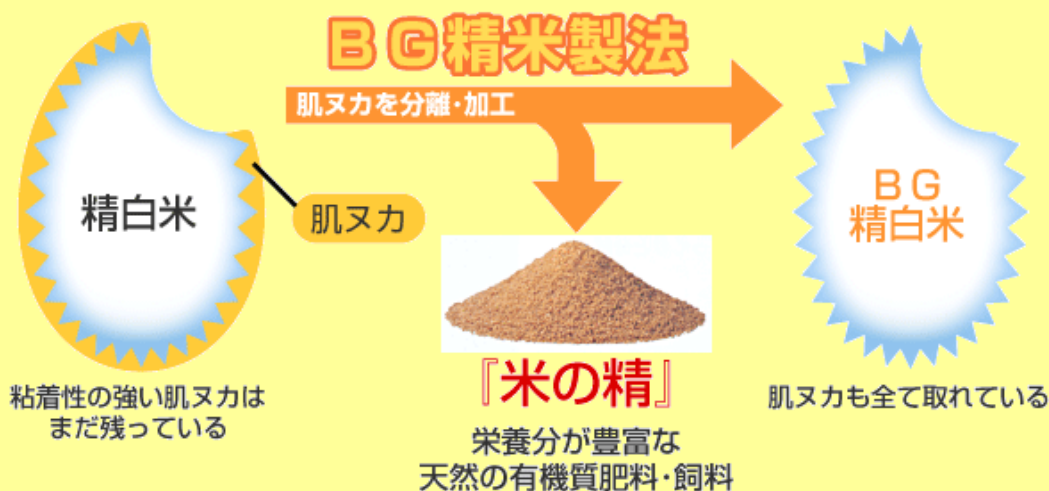 BG精米製法
肌ヌカを分離・加工
精白米
肌ヌカ
粘着性の強い肌ヌカは
まだ残っている
『米の精』
栄養分が豊富な
天然の有機質肥料・飼料
BG
精白米
肌ヌカも全て取れている